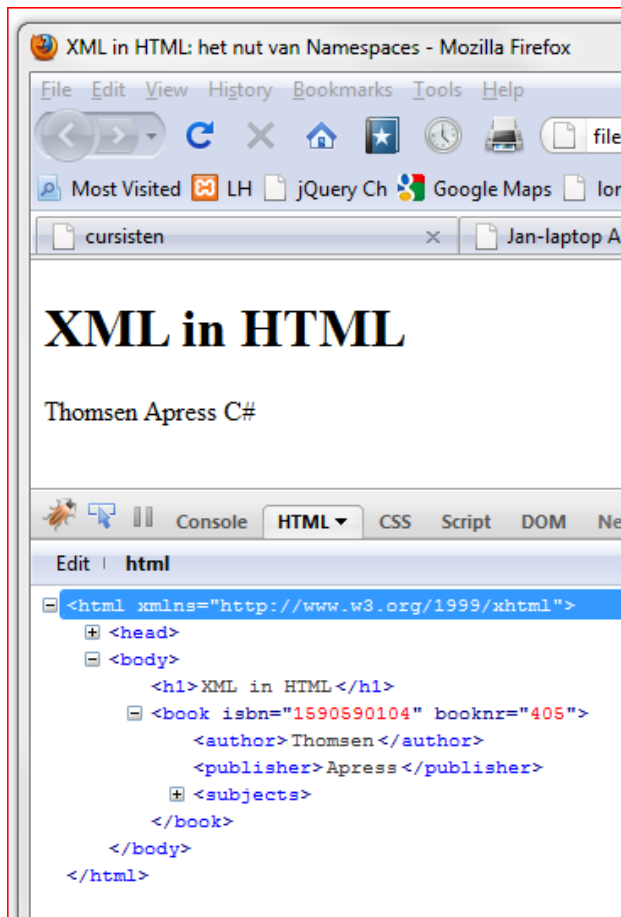 XML in HTML: het nut van Namespaces - Mozilla Firefox
File Edit View History Bookmarks Tools Help
file
Most Visited LH jQuery Ch Google Maps lor
cursisten Jan-laptop A
XML in HTML
Thomsen Apress C#
Console HTML CSS Script DOM Ne
Edit html
<html xmlns="http://www.w3.org/1999/xhtml">
<head>
<body>
<h1>XML in HTML</h1>
<book isbn="1590590104" booknr="405">
<author>Thomsen</author>
<publisher>Apress</publisher>
<subjects>
</book>
</body>
</html>